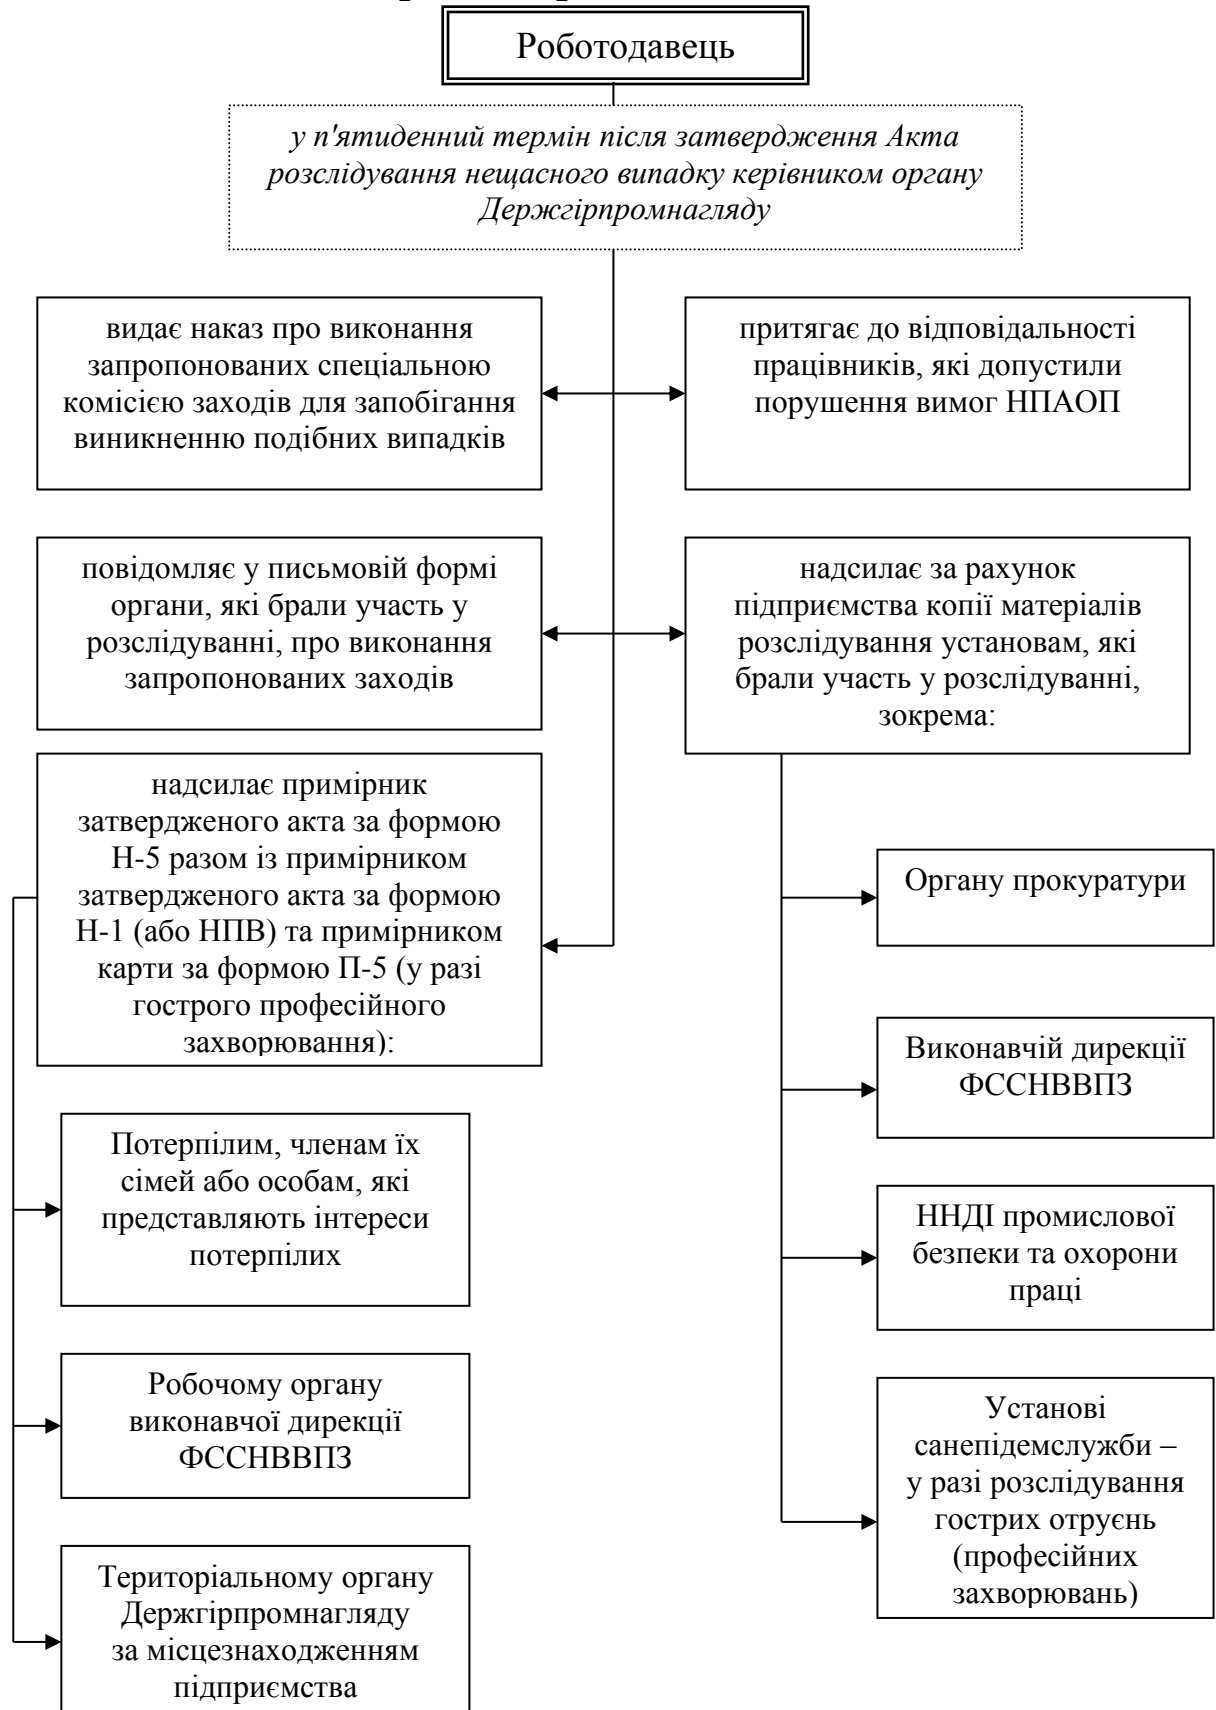 Роботодавець
у п'ятиденний термін після затвердження Акта
розслідування нещасного випадку керівником органу
Держгірпромнагляду
видає наказ про виконання
запропонованих спеціальною
комісією заходів для запобігання
виникненню подібних випадків
притягає до відповідальності
працівників, які допустили
порушення вимог НПАОП
повідомляє у письмовій формі
органи, які брали участь у
розслідуванні, про виконання
запропонованих заходів
надсилає за рахунок
підприємства копії матеріалів
розслідування установам, які
брали участь у розслідуванні,
зокрема:
надсилає примірник
затвердженого акта за формою
Н-5 разом із примірником
затвердженого акта за формою
Н-1 (або НПВ) та примірником
карти за формою П-5 (у разі
гострого професійного
захворювання):
Потерпілим, членам їх
сімей або особам, які
представляють інтереси
потерпілих
Робочому органу
виконавчої дирекції
ФССНВВПЗ
Територіальному органу
Держгірпромнагляду
за місцезнаходженням
підприємства
Органу прокуратури
Виконавчій дирекції
ФССНВВПЗ
ННДІ промислової
безпеки та охорони
праці
Установі
санепідемслужби –
у разі розслідування
гострих отруєнь
(професійних
захворювань)